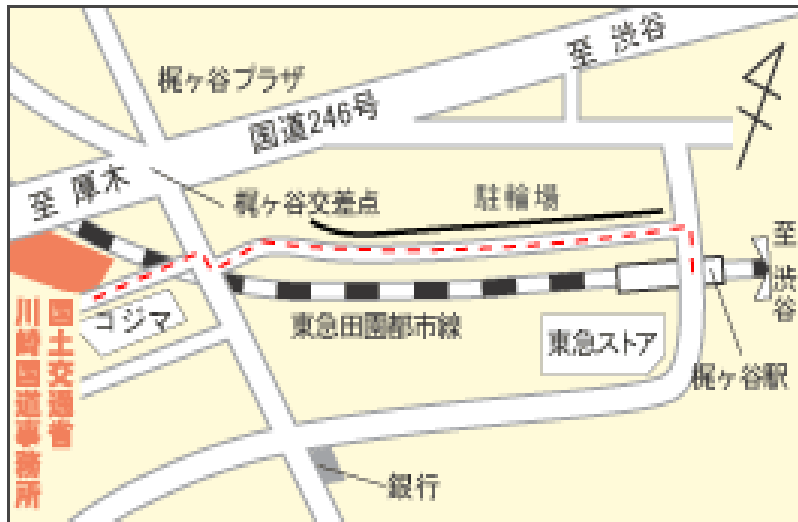 至 渋谷
梶ヶ谷プラザ
国道246号
至 厚木
梶ヶ谷交差点
駐輪場
至 渋谷
コジマ
東急田園都市線
東急ストア
梶ヶ谷駅
国土交通省
川崎国道事務所
銀行